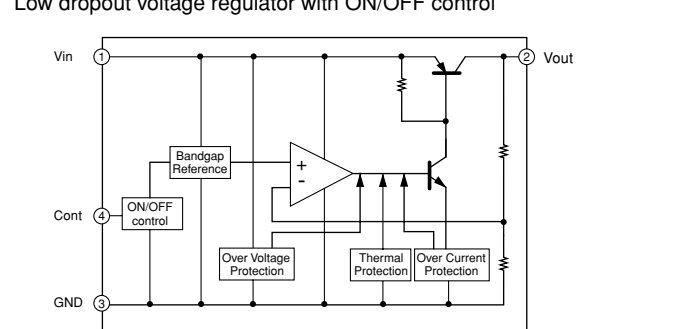 Low dropout voltage regulator with ON/OFF control
Vin
1
2
Vout
Bandgap
Reference
+
-
Cont
4
ON/OFF
control
Over Voltage
Protection
Thermal
Protection
Over Current
Protection
GND
3